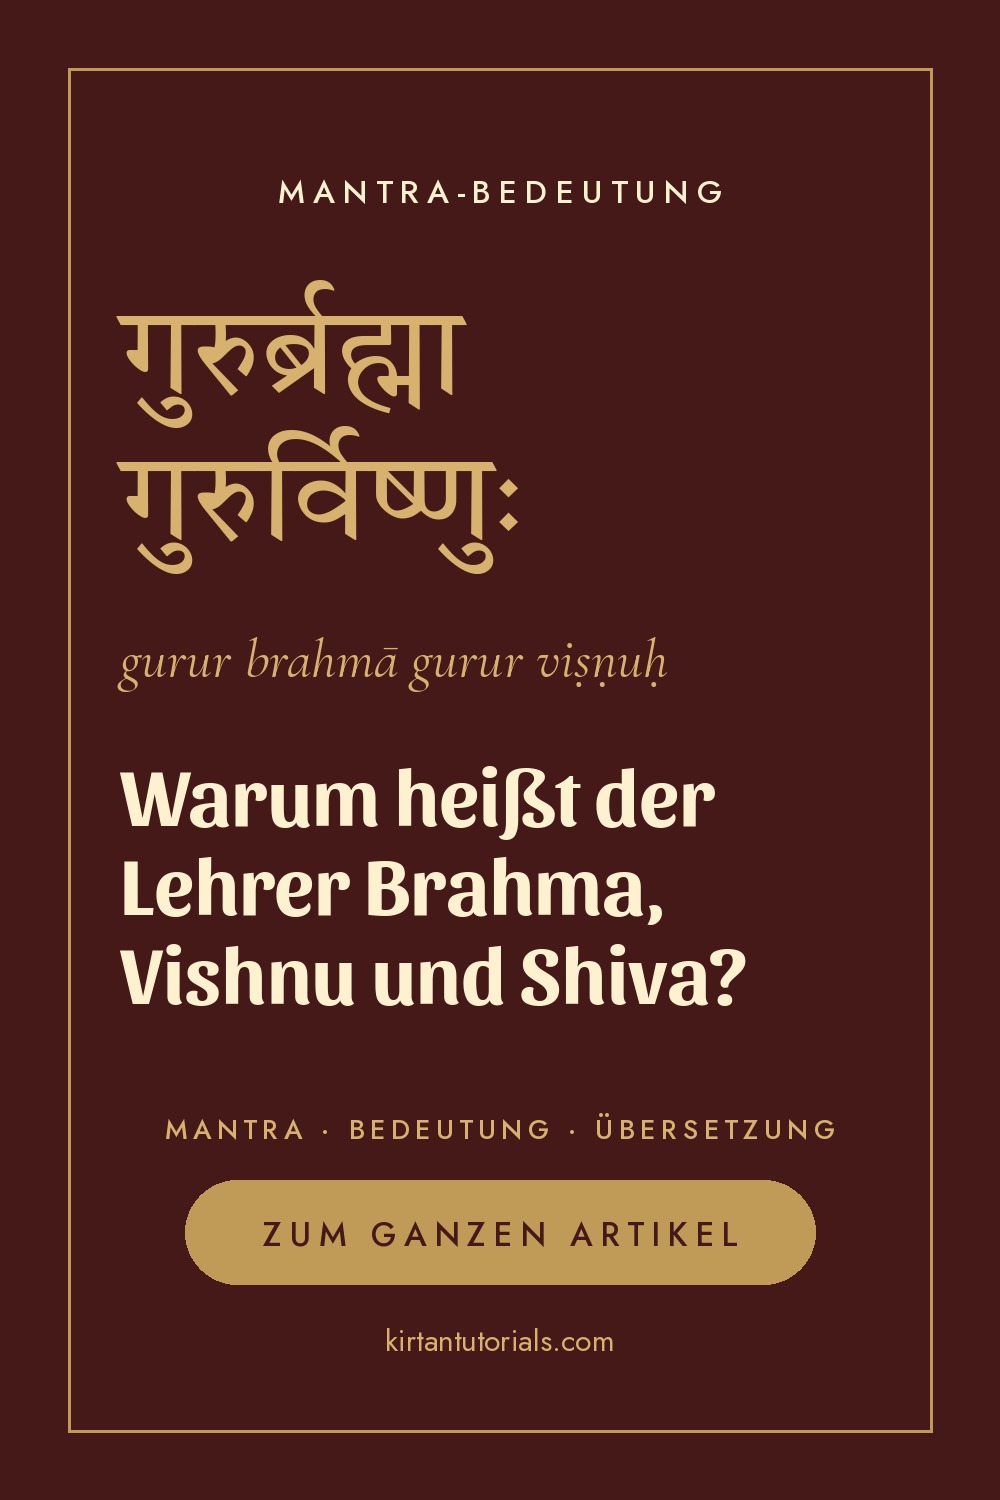 MANTRA-BEDEUTUNG
गुरुर्ब्रह्मा
गुरुर्विष्णुः
gurur brahmā gurur viṣṇuḥ
Warum heißt der
Lehrer Brahma,
Vishnu und Shiva?
MANTRA · BEDEUTUNG · ÜBERSETZUNG
ZUM GANZEN ARTIKEL
kirtantutorials.com